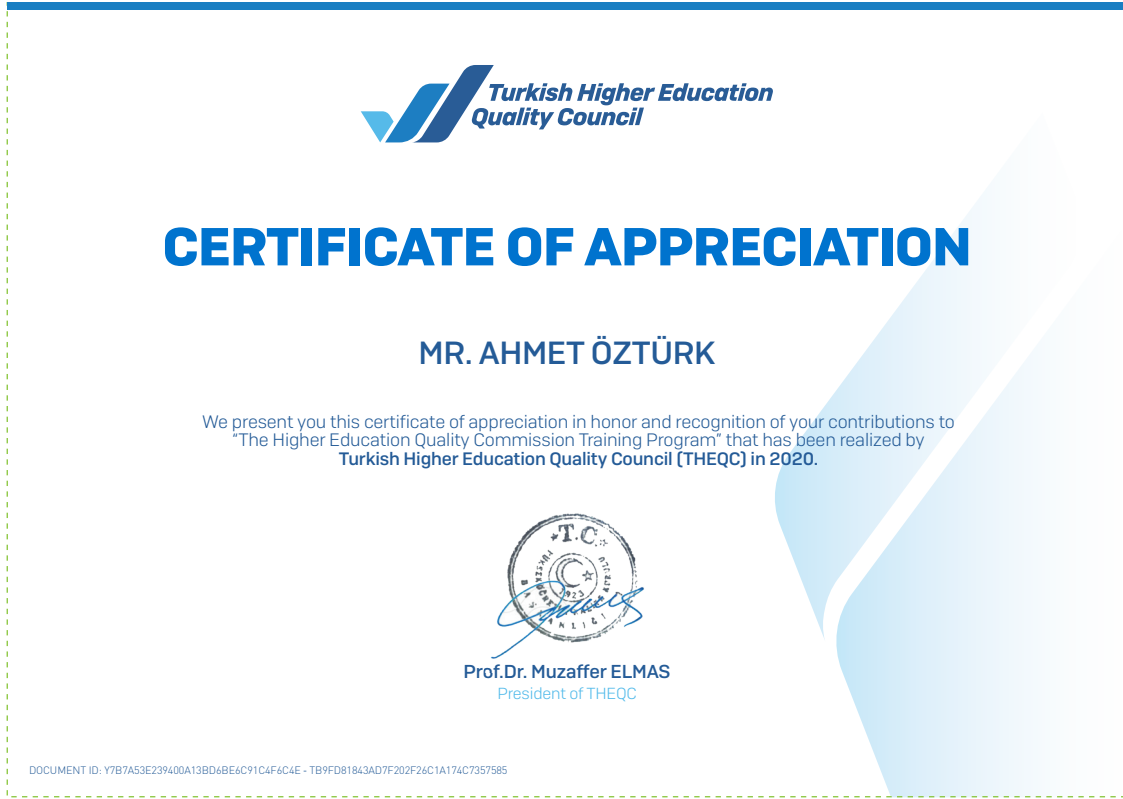 Turkish Higher Education
Quality Council
CERTIFICATE OF APPRECIATION
MR. AHMET ÖZTÜRK
We present you this certificate of appreciation in honor and recognition of your contributions to
“The Higher Education Quality Commission Training Program” that has been realized by
Turkish Higher Education Quality Council (THEQC) in 2020.
T.C.
1923
Prof.Dr. Muzaffer ELMAS
President of THEQC
DOCUMENT ID: Y7B7A53E239400A13BD6BE6C91C4F6C4E - TB9FD81843AD7F202F26C1A174C7357585